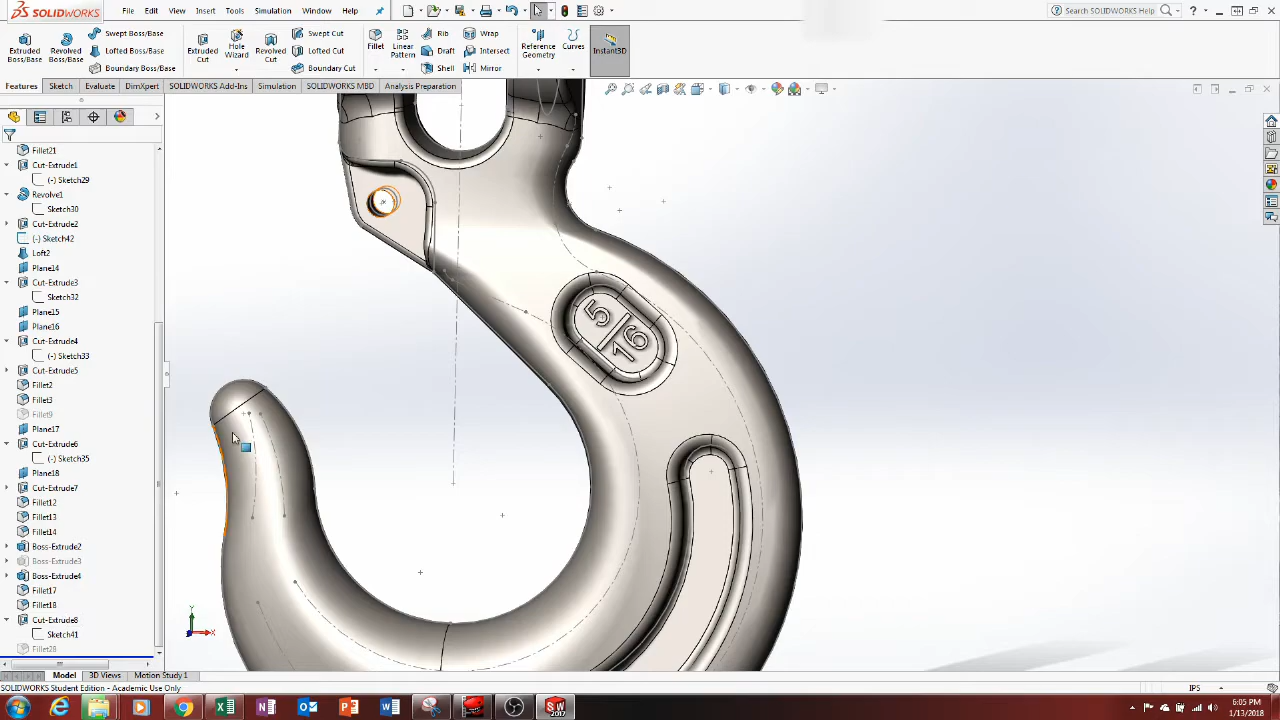 SOLIDWORKS
File Edit View Insert Tools Simulation Window Help
Search SOLIDWORKS Help
Extruded Boss/Base
Revolved Boss/Base
Swept Boss/Base
Lofted Boss/Base
Boundary Boss/Base
Extruded Cut
Hole Wizard
Revolved Cut
Swept Cut
Lofted Cut
Boundary Cut
Fillet
Linear Pattern
Rib
Draft
Shell
Wrap
Intersect
Mirror
Reference Geometry
Curves
Instant3D
Features Sketch Evaluate DimXpert SOLIDWORKS Add-Ins Simulation SOLIDWORKS MBD Analysis Preparation
Fillet21
Cut-Extrude1
(-) Sketch29
Revolve1
Sketch30
Cut-Extrude2
(-) Sketch42
Loft2
Plane14
Cut-Extrude3
Sketch32
Plane15
Plane16
Cut-Extrude4
(-) Sketch33
Cut-Extrude5
Fillet2
Fillet3
Fillet9
Plane17
Cut-Extrude6
(-) Sketch35
Plane18
Cut-Extrude7
Fillet12
Fillet13
Fillet14
Boss-Extrude2
Boss-Extrude3
Boss-Extrude4
Fillet17
Fillet18
Cut-Extrude8
Sketch41
Fillet28
5
16
Y
X
Model 3D Views Motion Study 1
SOLIDWORKS Student Edition - Academic Use Only
IPS
6:05 PM
1/13/2018